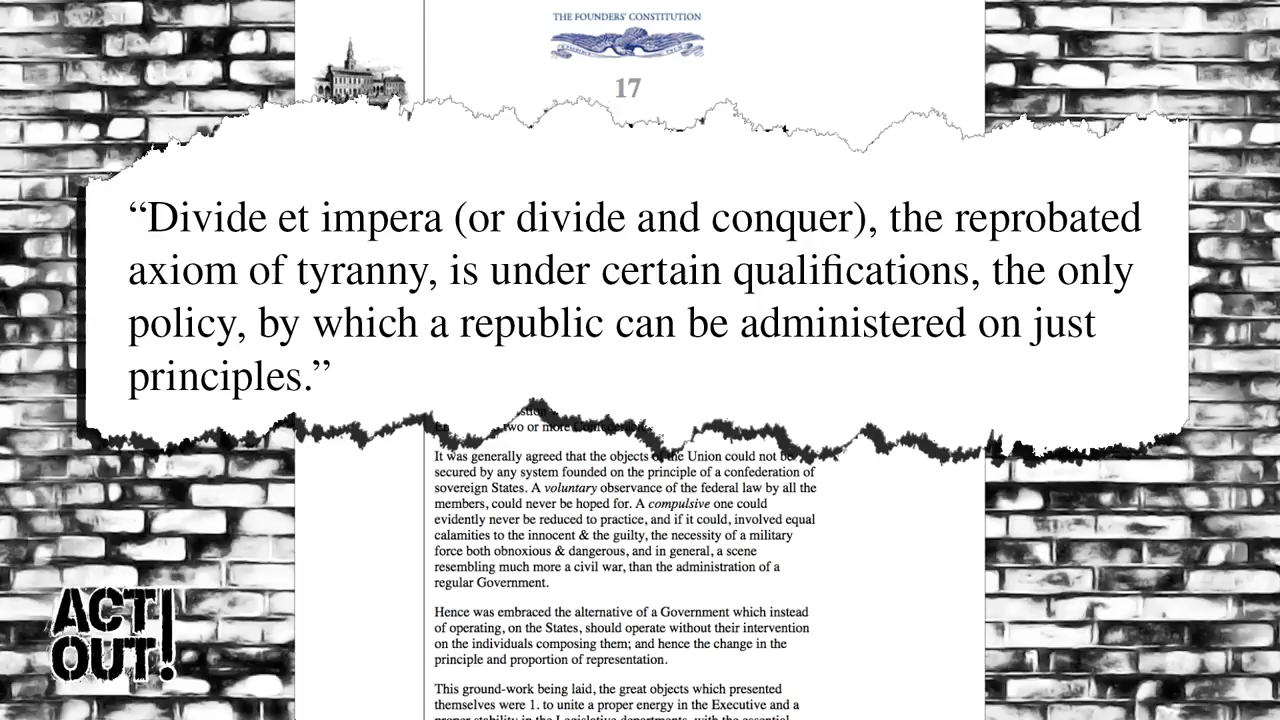 THE FOUNDERS' CONSTITUTION
17
“Divide et impera (or divide and conquer), the reprobated
axiom of tyranny, is under certain qualifications, the only
policy, by which a republic can be administered on just
principles.”
two or more
It was generally agreed that the objects of the Union could not be
secured by any system founded on the principle of a confederation of
sovereign States. A voluntary observance of the federal law by all the
members, could never be hoped for. A compulsive one could
evidently never be reduced to practice, and if it could, involved equal
calamities to the innocent & the guilty, the necessity of a military
force both obnoxious & dangerous, and in general, a scene
resembling much more a civil war, than the administration of a
regular Government.
Hence was embraced the alternative of a Government which instead
of operating, on the States, should operate without their intervention
on the individuals composing them; and hence the change in the
principle and proportion of representation.
This ground-work being laid, the great objects which presented
themselves were 1. to unite a proper energy in the Executive and a
proper stability in the Legislative departments, with the essential
ACT
OUT!